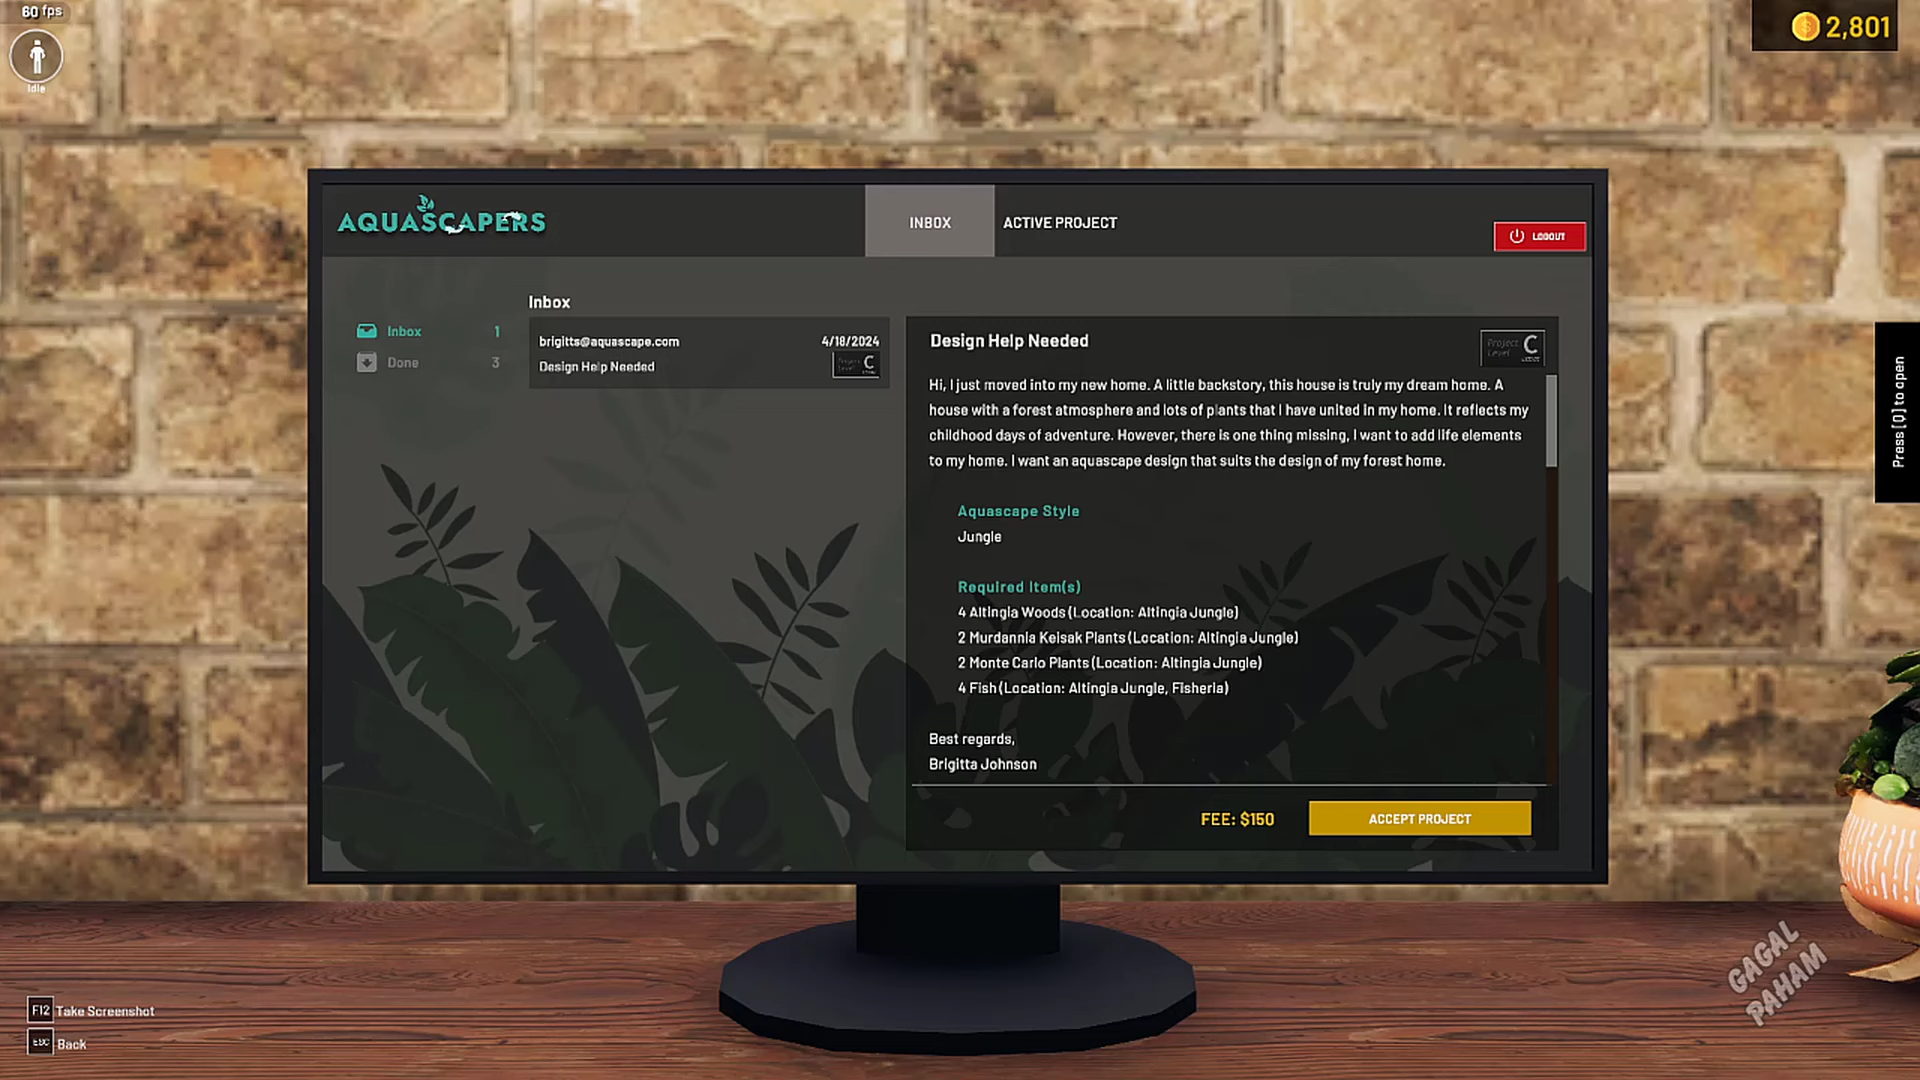 60 fps
Idle
2,801
AQUASCAPERS
INBOX
ACTIVE PROJECT
LOGOUT
Inbox 1
Done 3
Inbox
brigitts@aquascape.com 4/18/2024
Design Help Needed
Project Level C
Design Help Needed
Project Level C
Hi, I just moved into my new home. A little backstory, this house is truly my dream home. A
house with a forest atmosphere and lots of plants that I have united in my home. It reflects my
childhood days of adventure. However, there is one thing missing, I want to add life elements
to my home. I want an aquascape design that suits the design of my forest home.
Aquascape Style
Jungle
Required Item(s)
4 Altingia Woods (Location: Altingia Jungle)
2 Murdannia Keisak Plants (Location: Altingia Jungle)
2 Monte Carlo Plants (Location: Altingia Jungle)
4 Fish (Location: Altingia Jungle, Fisheria)
Best regards,
Brigitta Johnson
FEE: $150
ACCEPT PROJECT
Press [Q] to open
F12 Take Screenshot
ESC Back
GAGAL
PAHAM